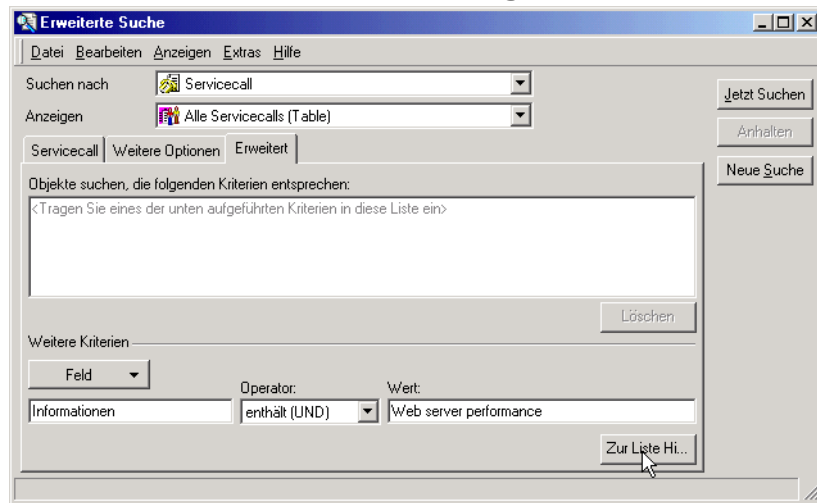 Erweiterte Suche
Datei Bearbeiten Anzeigen Extras Hilfe
Suchen nach Servicecall
Jetzt Suchen
Anzeigen Alle Servicecalls (Table)
Anhalten
Servicecall Weitere Optionen Erweitert
Neue Suche
Objekte suchen, die folgenden Kriterien entsprechen:
<Tragen Sie eines der unten aufgeführten Kriterien in diese Liste ein>
Löschen
Weitere Kriterien
Feld
Operator: Wert:
Informationen enthält (UND) Web server performance
Zur Liste Hi...